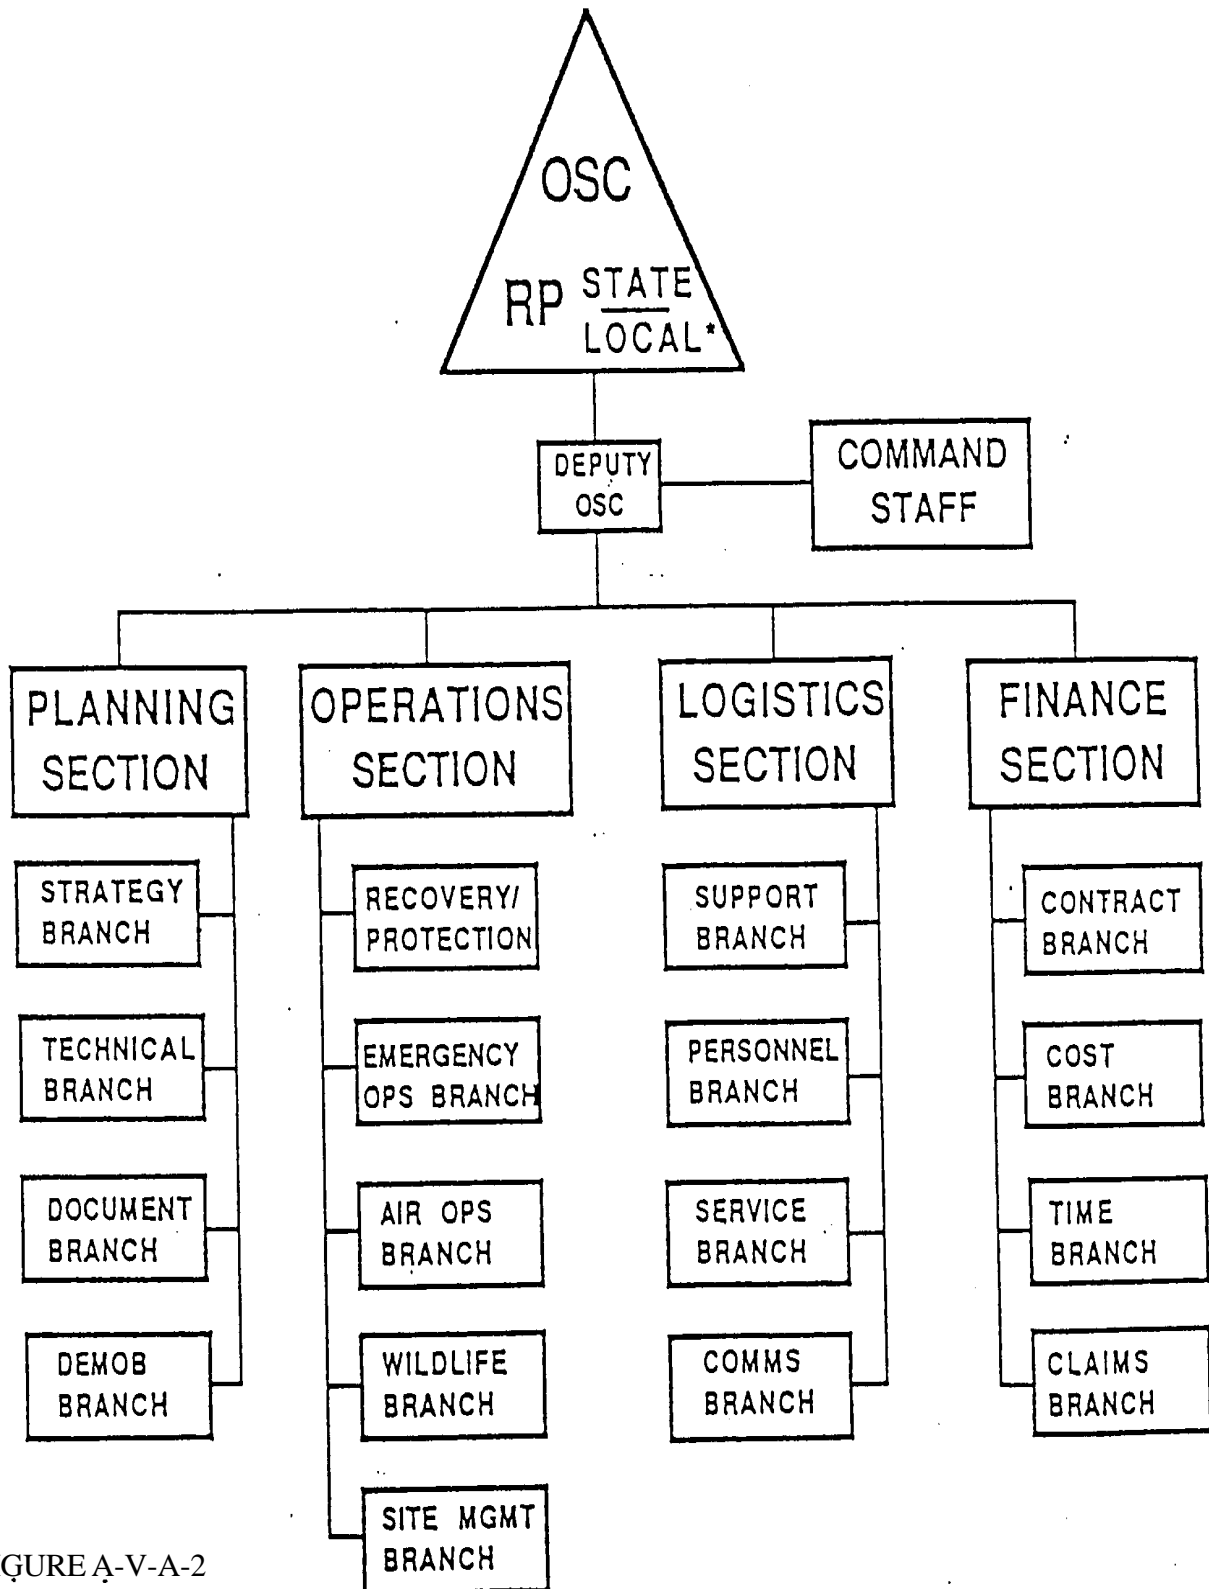 OSC
RP STATE
LOCAL*
DEPUTY
OSC
COMMAND
STAFF
PLANNING
SECTION
OPERATIONS
SECTION
LOGISTICS
SECTION
FINANCE
SECTION
STRATEGY
BRANCH
TECHNICAL
BRANCH
DOCUMENT
BRANCH
DEMOB
BRANCH
RECOVERY/
PROTECTION
EMERGENCY
OPS BRANCH
AIR OPS
BRANCH
WILDLIFE
BRANCH
SITE MGMT
BRANCH
SUPPORT
BRANCH
PERSONNEL
BRANCH
SERVICE
BRANCH
COMMS
BRANCH
CONTRACT
BRANCH
COST
BRANCH
TIME
BRANCH
CLAIMS
BRANCH
GURE A-V-A-2